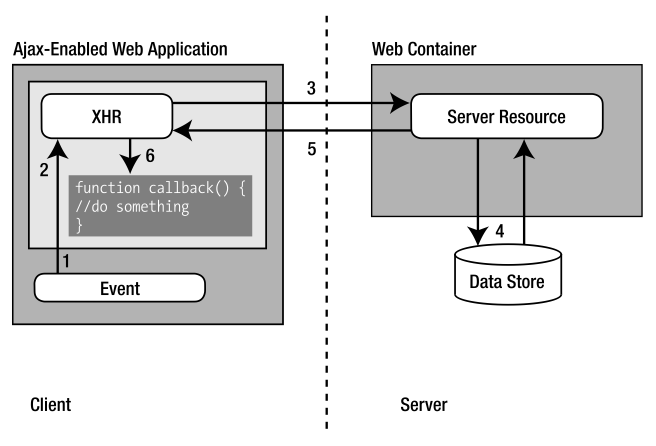 Ajax-Enabled Web Application
Web Container
XHR
3
Server Resource
5
2
6
function callback() {
//do something
}
4
1
Event
Data Store
Client
Server